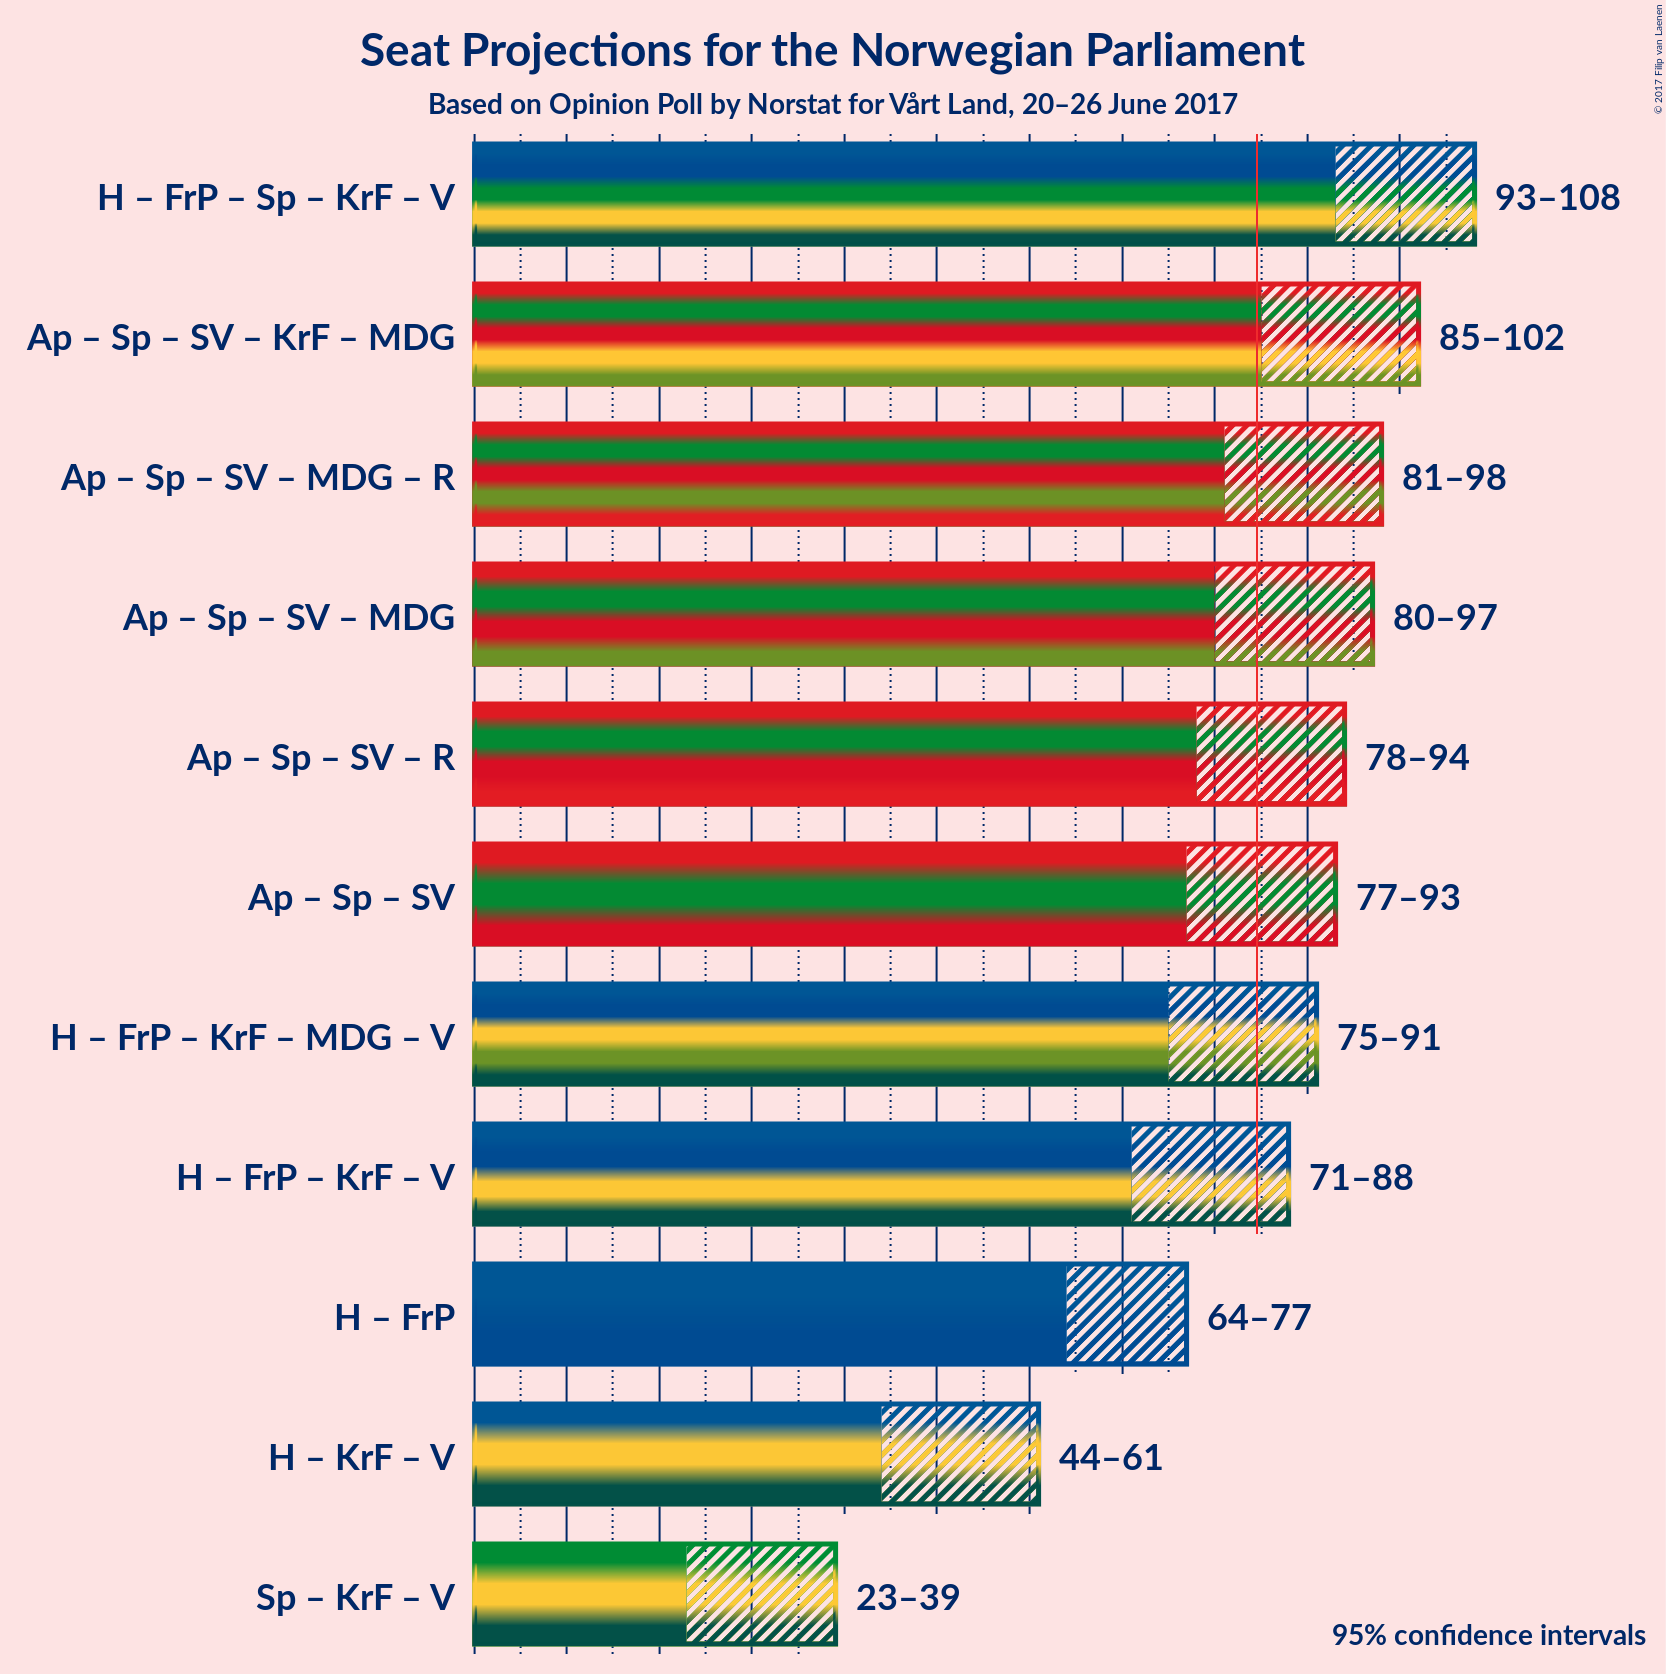 Seat Projections for the Norwegian Parliament
Based on Opinion Poll by Norstat for Vårt Land, 20–26 June 2017
© 2017 Filip van Laenen
H – FrP – Sp – KrF – V 93–108
Ap – Sp – SV – KrF – MDG 85–102
Ap – Sp – SV – MDG – R 81–98
Ap – Sp – SV – MDG 80–97
Ap – Sp – SV – R 78–94
Ap – Sp – SV 77–93
H – FrP – KrF – MDG – V 75–91
H – FrP – KrF – V 71–88
H – FrP 64–77
H – KrF – V 44–61
Sp – KrF – V 23–39
95% confidence intervals